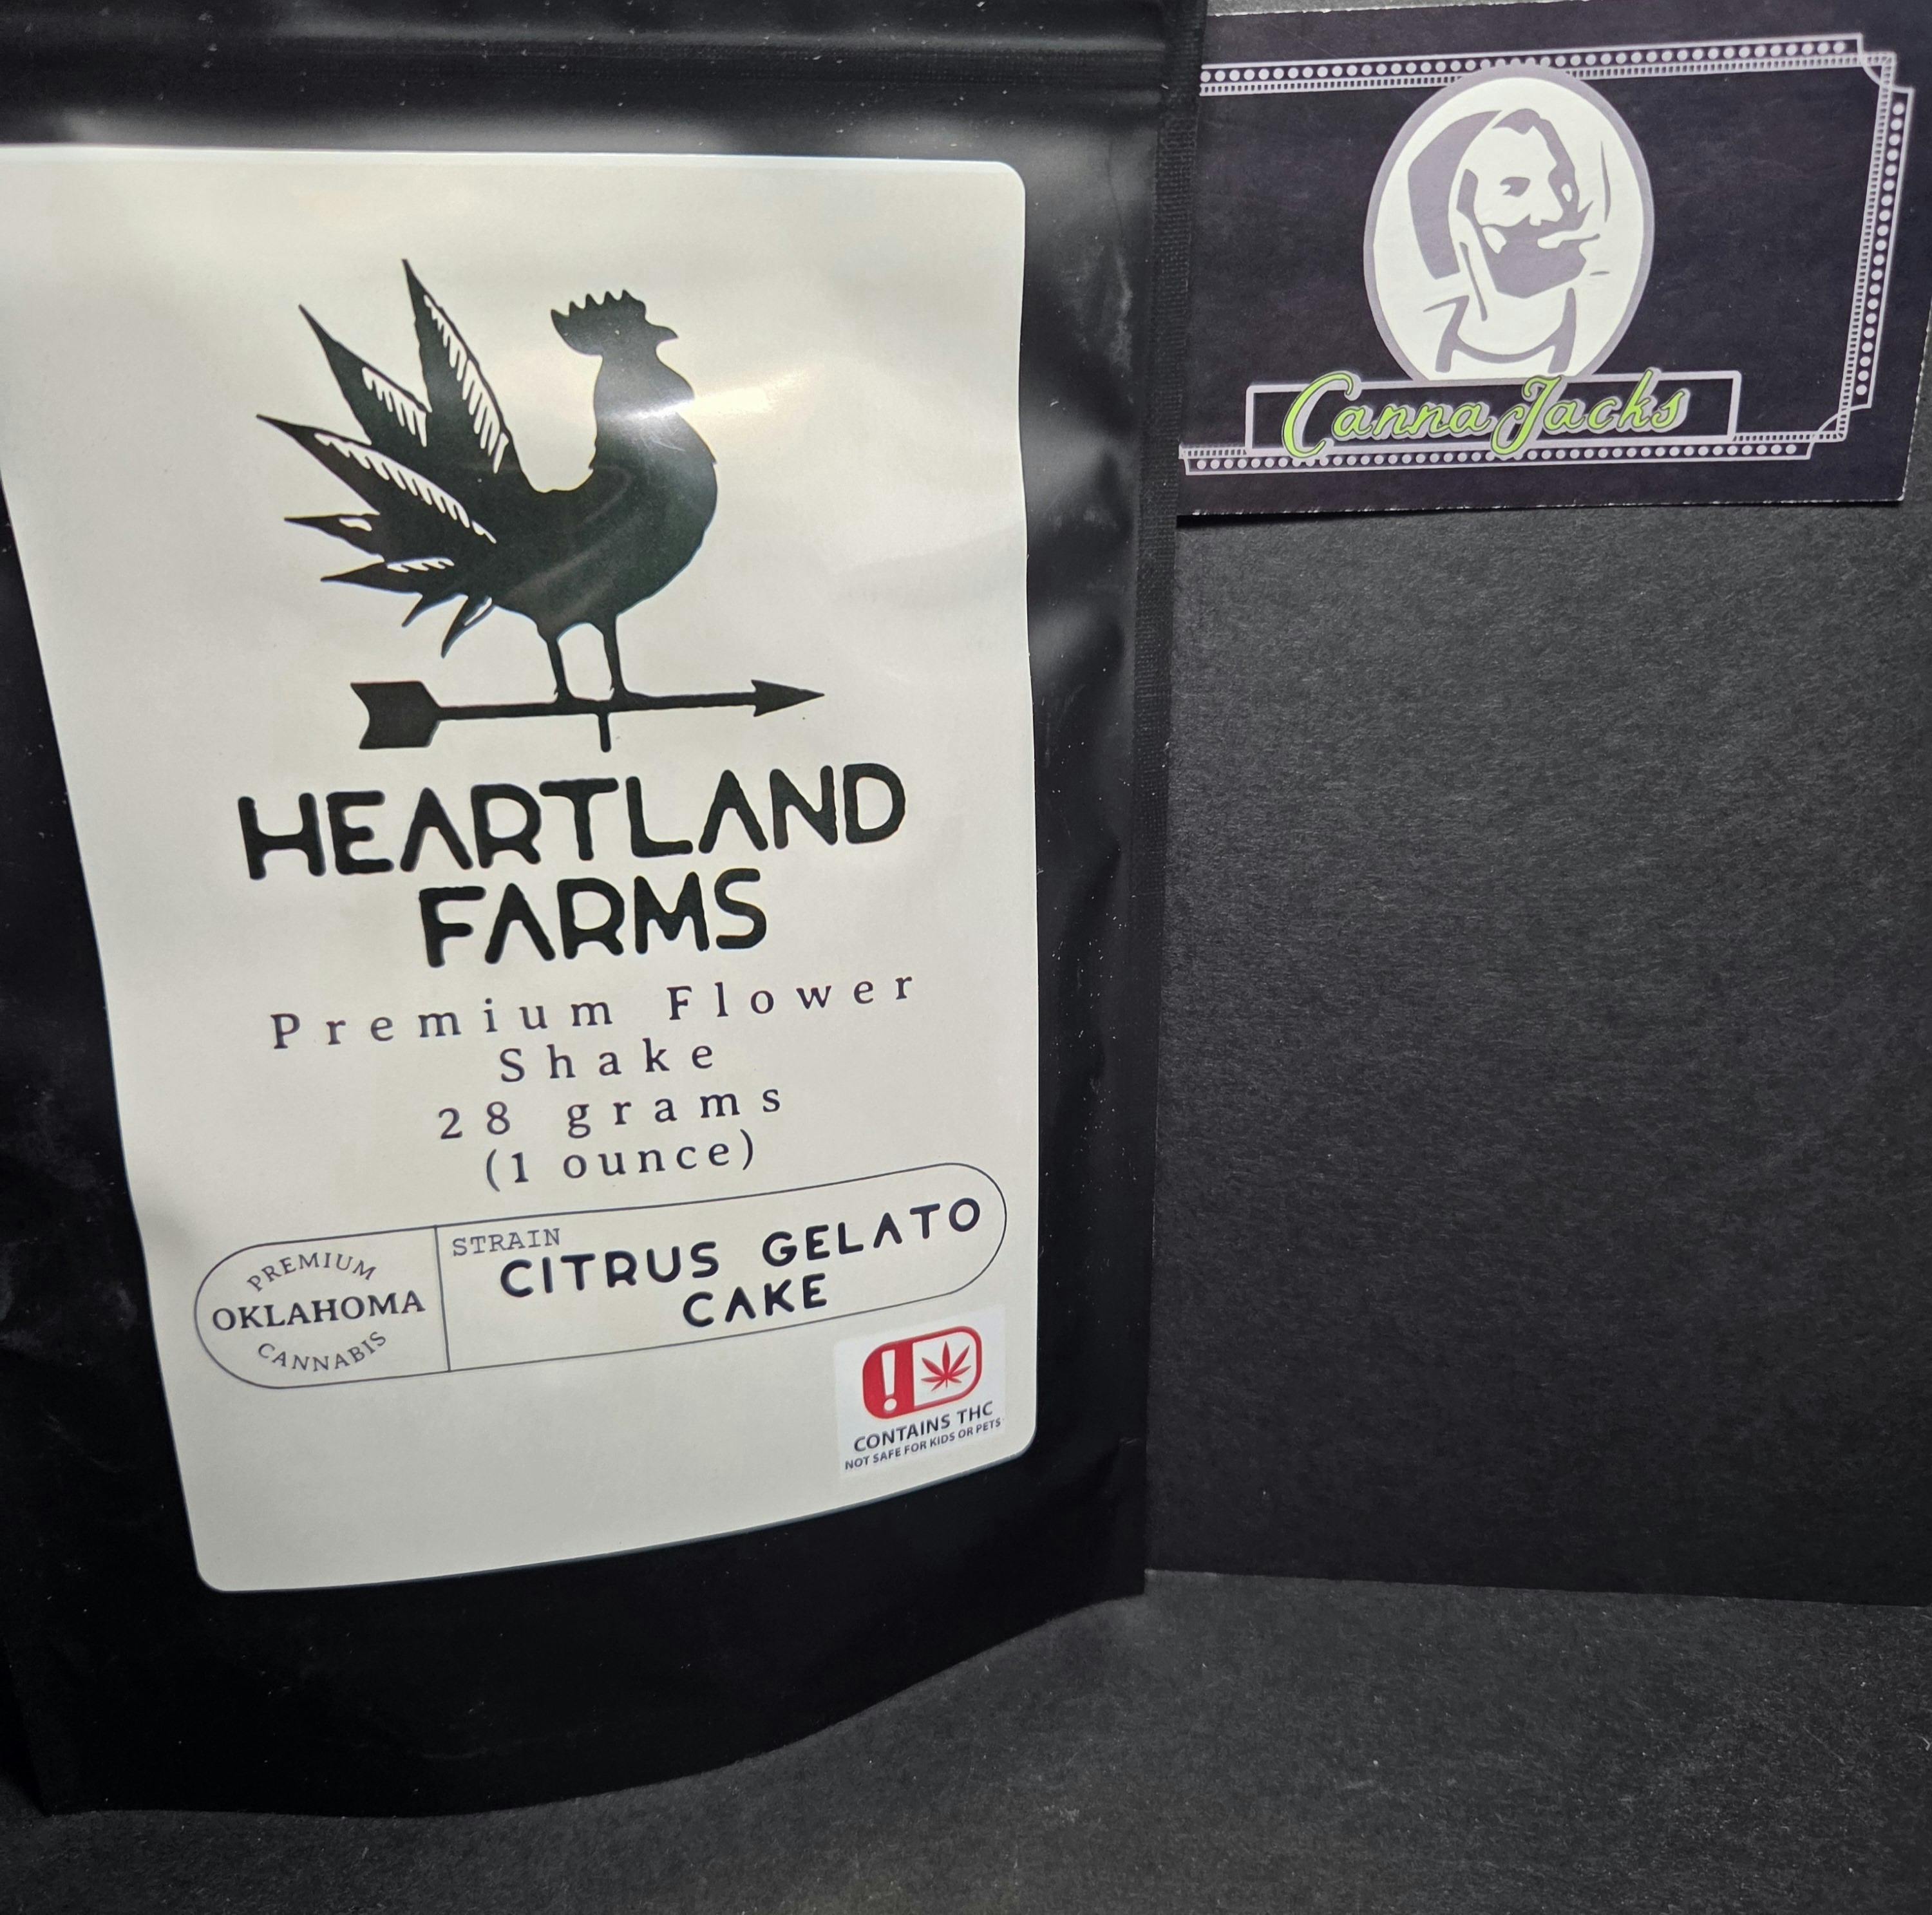 HEARTLAND
FARMS
Premium Flower
Shake
28 grams
(1 ounce)
PREMIUM
OKLAHOMA
CANNABIS
STRAIN
CITRUS GELATO
CAKE
!
CONTAINS THC
NOT SAFE FOR KIDS OR PETS
Canna Jacks